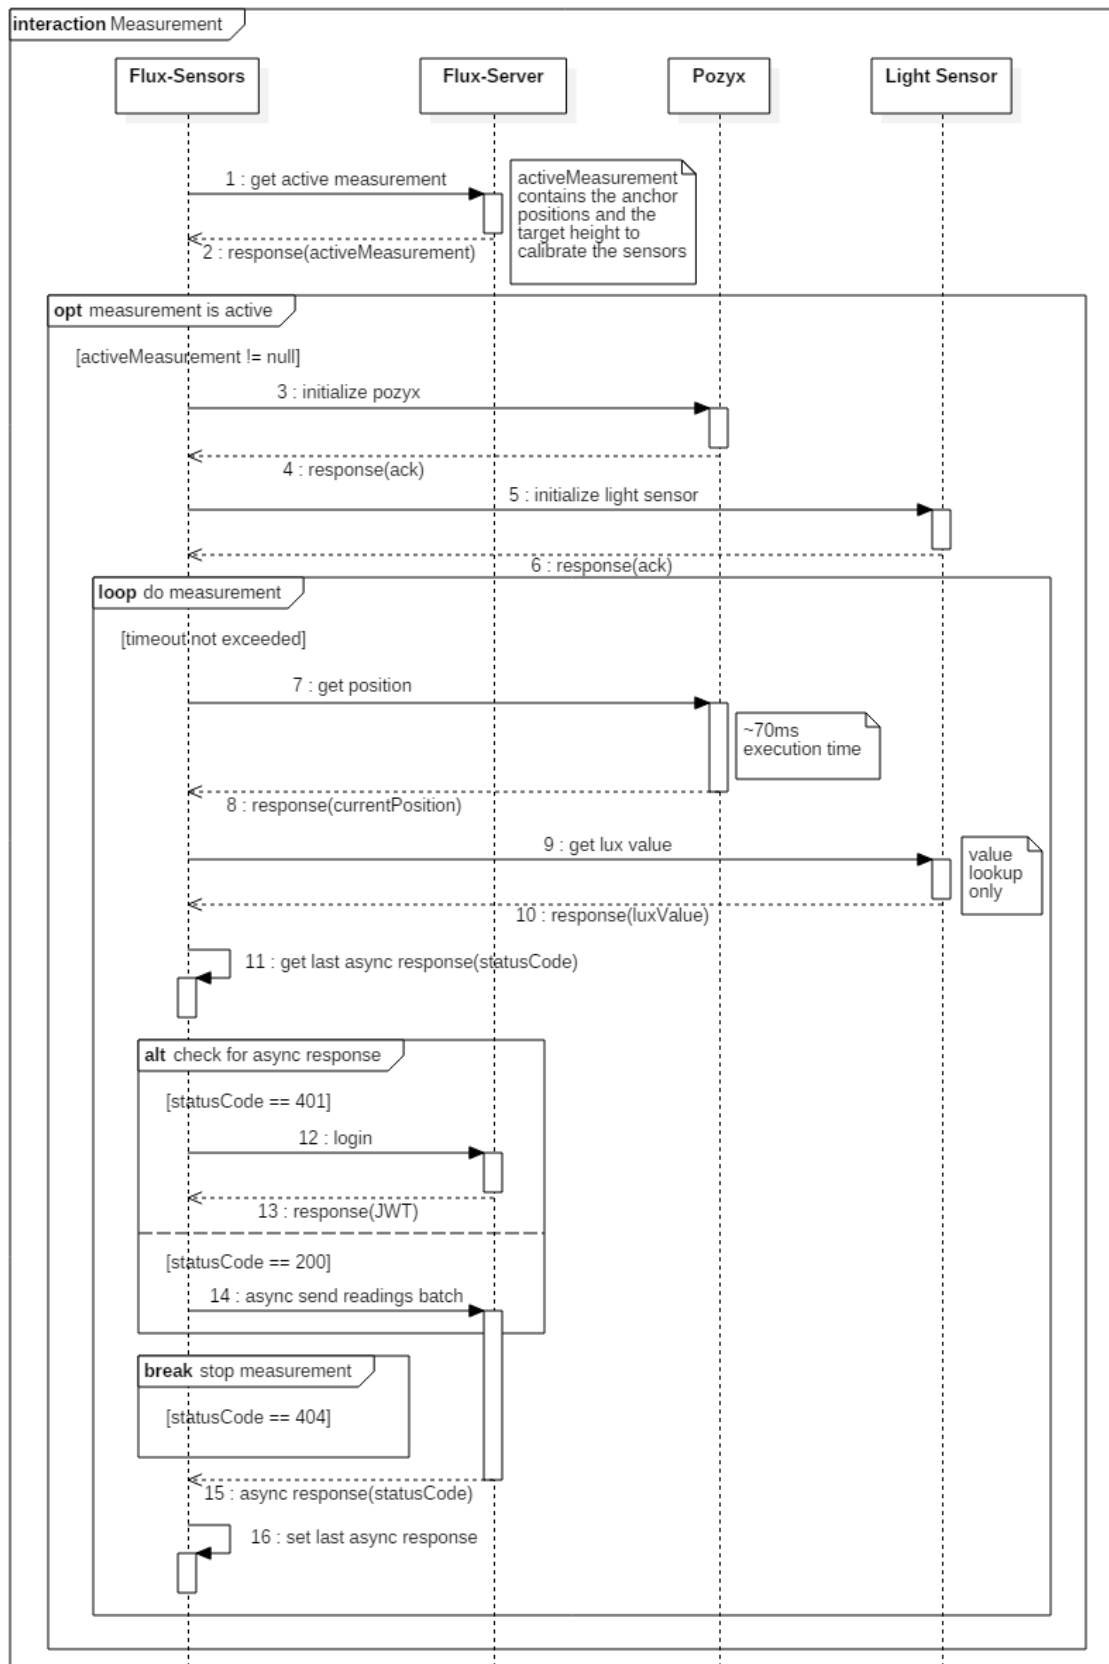 interaction Measurement
Flux-Sensors
Flux-Server
Pozyx
Light Sensor
1 : get active measurement
activeMeasurement
contains the anchor
positions and the
target height to
calibrate the sensors
2 : response(activeMeasurement)
opt measurement is active
[activeMeasurement != null]
3 : initialize pozyx
4 : response(ack)
5 : initialize light sensor
6 : response(ack)
loop do measurement
[timeout not exceeded]
7 : get position
~70ms
execution time
8 : response(currentPosition)
9 : get lux value
value
lookup
only
10 : response(luxValue)
11 : get last async response(statusCode)
alt check for async response
[statusCode == 401]
12 : login
13 : response(JWT)
[statusCode == 200]
14 : async send readings batch
break stop measurement
[statusCode == 404]
15 : async response(statusCode)
16 : set last async response